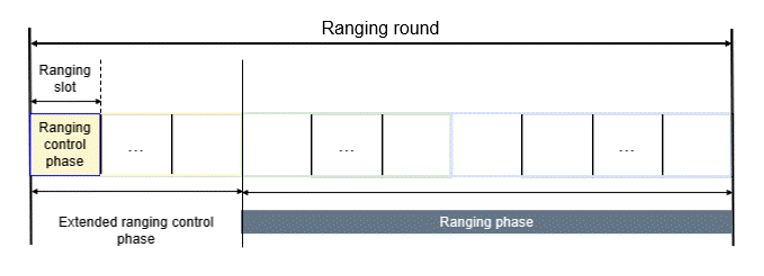 Ranging round
Ranging
slot
Ranging
control
phase
...
...
...
Extended ranging control
phase
Ranging phase